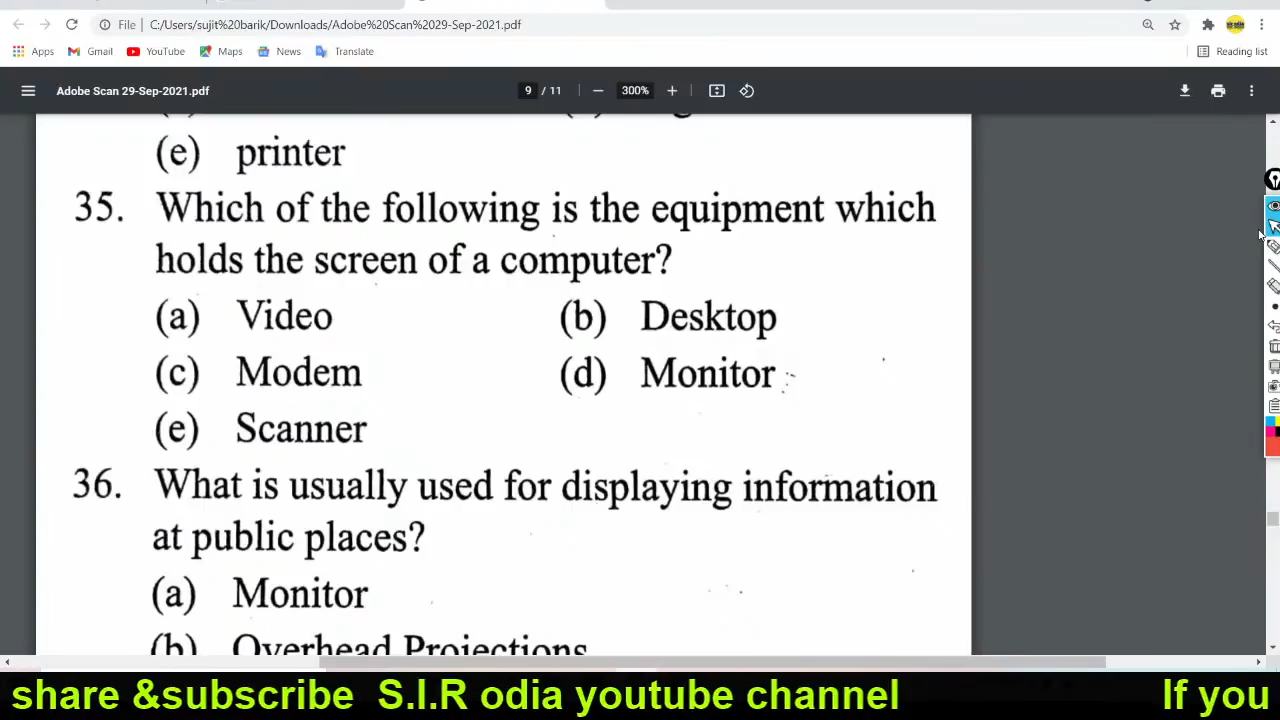 File | C:/Users/sujit%20barik/Downloads/Adobe%20Scan%2029-Sep-2021.pdf
Apps Gmail YouTube Maps News Translate Reading list
Adobe Scan 29-Sep-2021.pdf 9 / 11 — 300% +
(e) printer
35. Which of the following is the equipment which
holds the screen of a computer?
(a) Video (b) Desktop
(c) Modem (d) Monitor
(e) Scanner
36. What is usually used for displaying information
at public places?
(a) Monitor
(b) Overhead Projections
share &subscribe S.I.R odia youtube channel If you